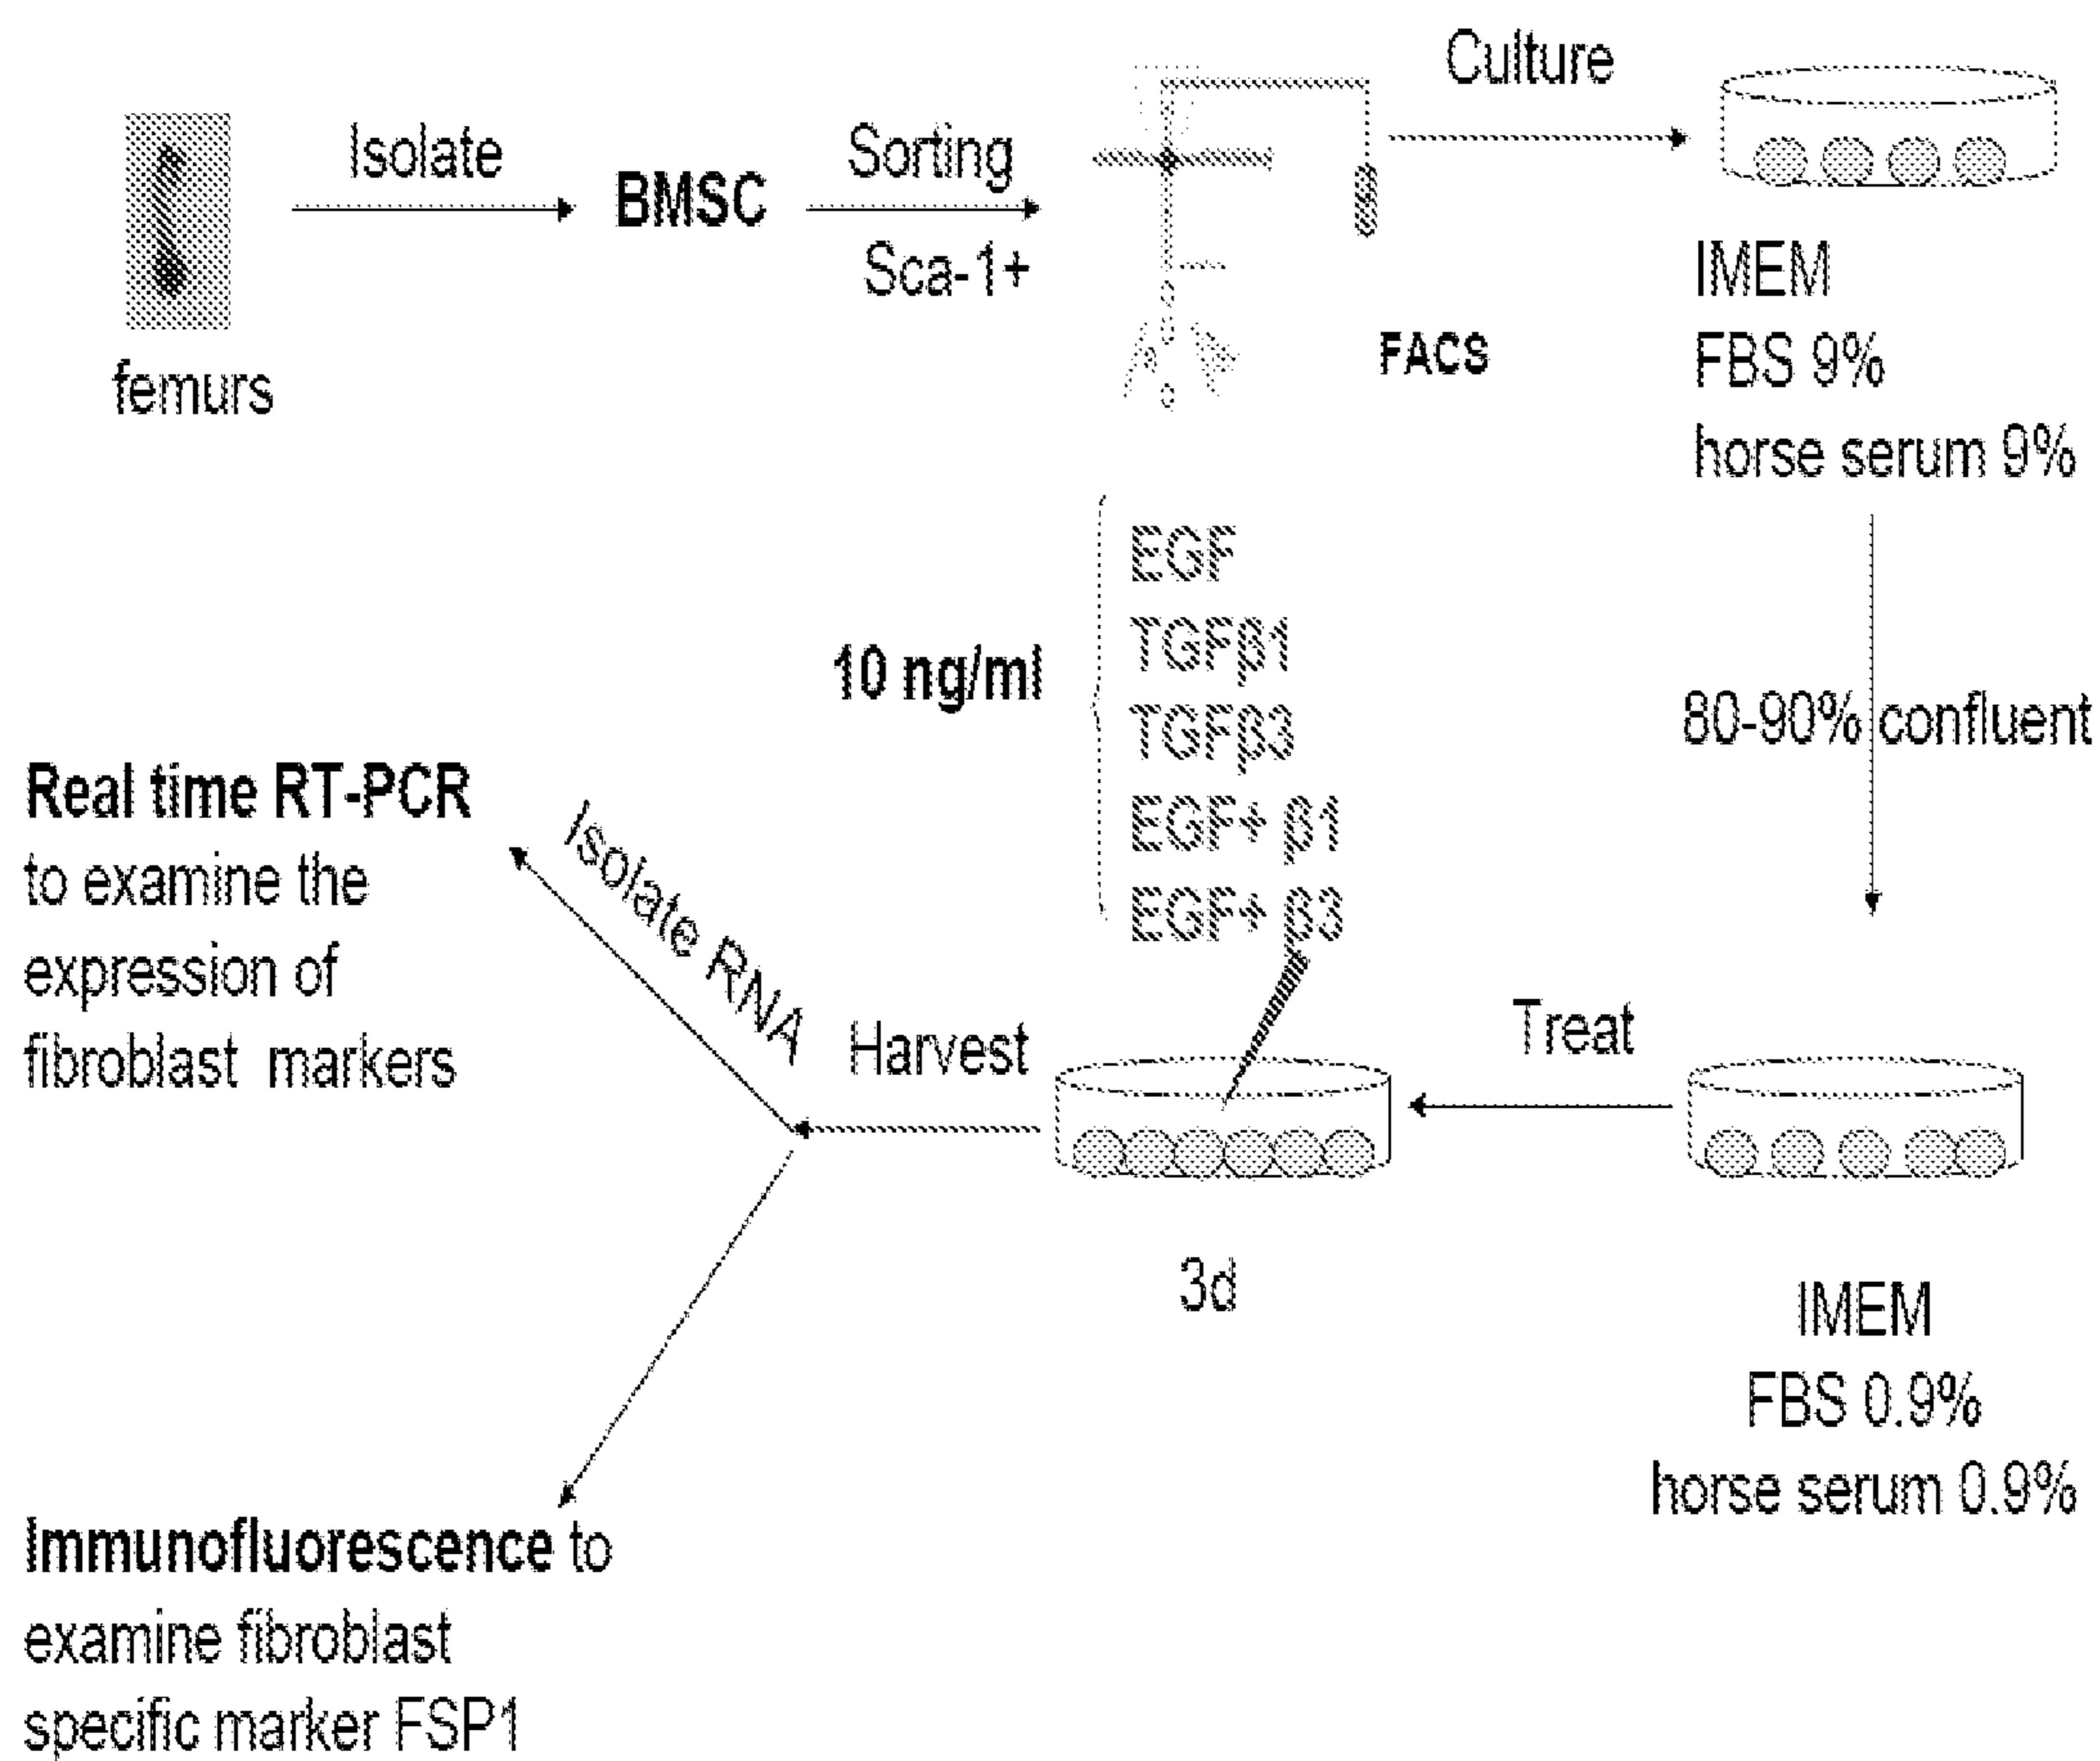 femurs
Isolate
BMSC
Sorting
Sca-1+
FACS
Culture
IMEM
FBS 9%
horse serum 9%
80-90% confluent
IMEM
FBS 0.9%
horse serum 0.9%
Treat
10 ng/ml
EGF
TGFβ1
TGFβ3
EGF+ β1
EGF+ β3
3d
Harvest
Isolate RNA
Real time RT-PCR
to examine the
expression of
fibroblast markers
Immunofluorescence to
examine fibroblast
specific marker FSP1